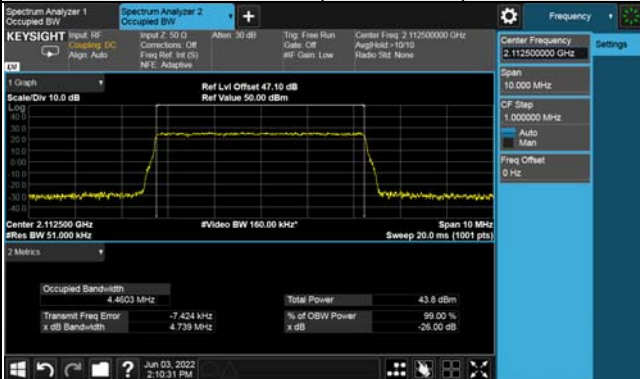 Spectrum Analyzer 1
Occupied BW
Spectrum Analyzer 2
Occupied BW
Frequency
KEYSIGHT
Input: RF
Coupling: DC
Align: Auto
Input Z: 50 Ω
Corrections: Off
Freq Ref: Int (S)
NFE: Adaptive
Atten: 30 dB
Trig: Free Run
Gate: Off
#IF Gain: Low
Center Freq: 2.112500000 GHz
Avg|Hold:>10/10
Radio Std: None
Center Frequency
2.112500000 GHz
Settings
Span
10.000 MHz
CF Step
1.000000 MHz
Auto
Man
Freq Offset
0 Hz
1 Graph
Scale/Div 10.0 dB
Ref Lvl Offset 47.10 dB
Ref Value 50.00 dBm
Log
40.0
30.0
20.0
10.0
0.00
-10.0
-20.0
-30.0
-40.0
Center 2.112500 GHz
#Res BW 51.000 kHz
#Video BW 160.00 kHz*
Span 10 MHz
Sweep 20.0 ms (1001 pts)
2 Metrics
Occupied Bandwidth
4.4603 MHz
Total Power 43.8 dBm
Transmit Freq Error -7.424 kHz
% of OBW Power 99.00 %
x dB Bandwidth 4.739 MHz
x dB -26.00 dB
?
Jun 03, 2022
2:10:31 PM